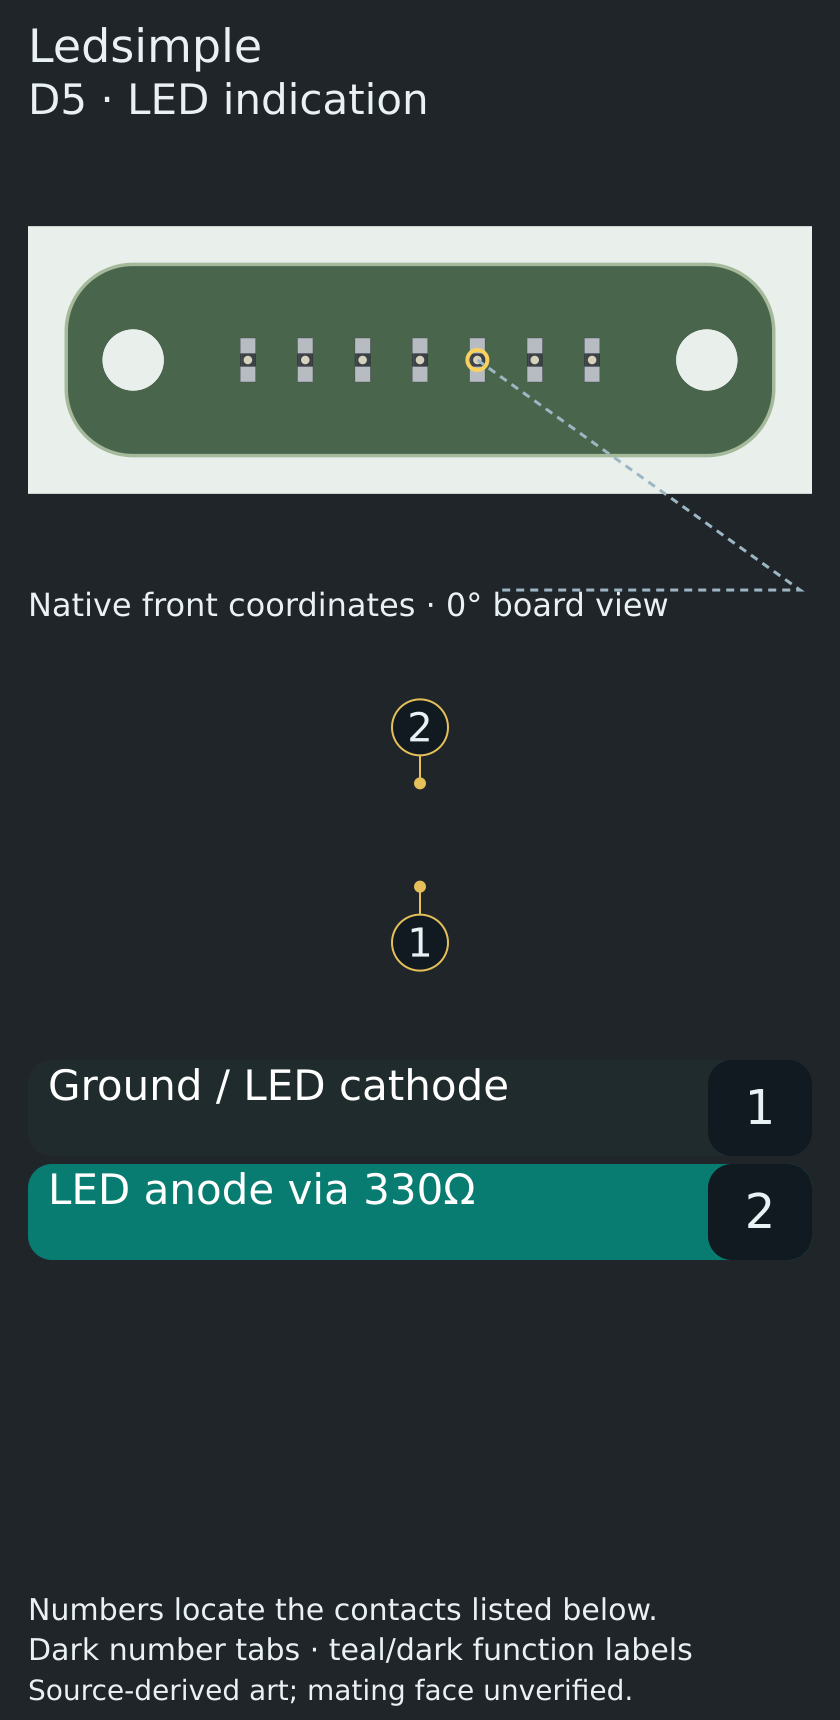 Ledsimple
D5 · LED indication
Native front coordinates · 0° board view
2
1
Ground / LED cathode 1
LED anode via 330Ω 2
Numbers locate the contacts listed below.
Dark number tabs · teal/dark function labels
Source-derived art; mating face unverified.